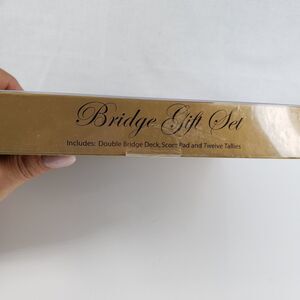 Bridge Gift Set
Includes: Double Bridge Deck, Score Pad and Twelve Tallies